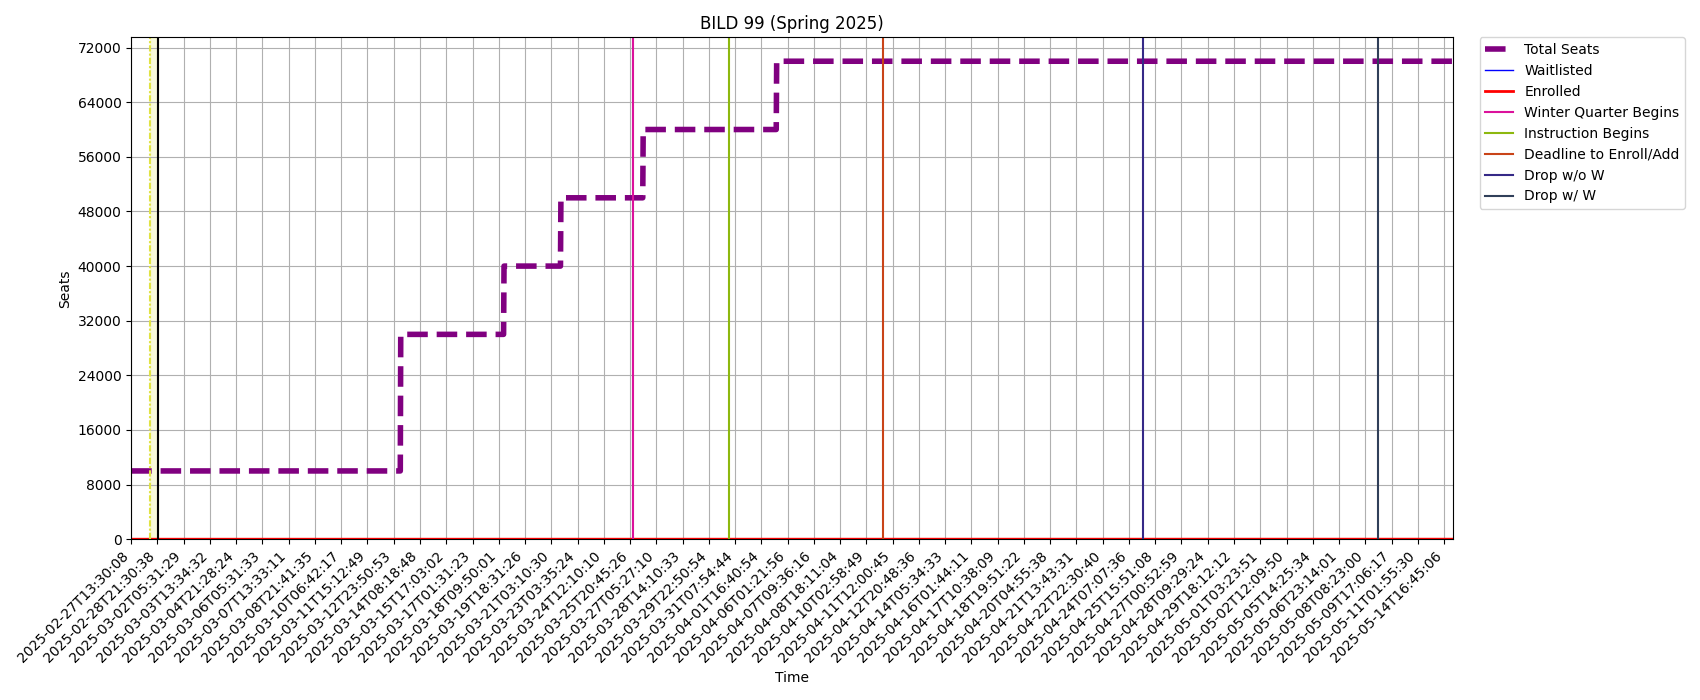 BILD 99 (Spring 2025)
72000
64000
56000
48000
40000
32000
24000
16000
8000
0
Seats
2025-02-27T13:30:08
2025-02-28T21:30:38
2025-03-02T05:31:29
2025-03-03T13:34:32
2025-03-04T21:28:24
2025-03-06T05:31:33
2025-03-07T13:33:11
2025-03-08T21:41:35
2025-03-10T06:42:17
2025-03-11T15:12:49
2025-03-12T23:50:53
2025-03-14T08:18:48
2025-03-15T17:03:02
2025-03-17T01:31:23
2025-03-18T09:50:01
2025-03-19T18:31:26
2025-03-21T03:10:30
2025-03-23T03:35:24
2025-03-24T12:10:10
2025-03-25T20:45:26
2025-03-27T05:27:10
2025-03-28T14:10:33
2025-03-29T22:50:54
2025-03-31T07:54:44
2025-04-01T16:40:54
2025-04-06T01:21:56
2025-04-07T09:36:16
2025-04-08T18:11:04
2025-04-10T02:58:49
2025-04-11T12:00:45
2025-04-12T20:48:36
2025-04-14T05:34:33
2025-04-16T01:44:11
2025-04-17T10:38:09
2025-04-18T19:51:22
2025-04-20T04:55:38
2025-04-21T13:43:31
2025-04-22T22:30:40
2025-04-24T07:07:36
2025-04-25T15:51:08
2025-04-27T00:52:59
2025-04-28T09:29:24
2025-04-29T18:12:12
2025-05-01T03:23:51
2025-05-02T12:09:50
2025-05-05T14:25:34
2025-05-06T23:14:01
2025-05-08T08:23:00
2025-05-09T17:06:17
2025-05-11T01:55:30
2025-05-14T16:45:06
Time
Total Seats
Waitlisted
Enrolled
Winter Quarter Begins
Instruction Begins
Deadline to Enroll/Add
Drop w/o W
Drop w/ W